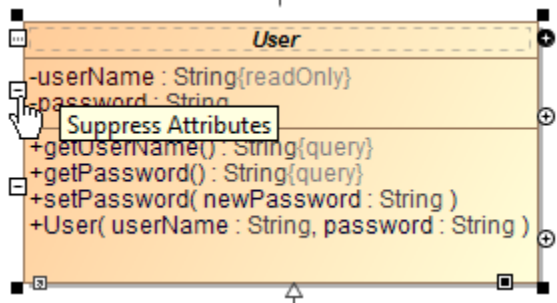 User
-userName : String{readOnly}
-password : String
Suppress Attributes
+getUserName() : String{query}
+getPassword() : String{query}
+setPassword( newPassword : String )
+User( userName : String, password : String )